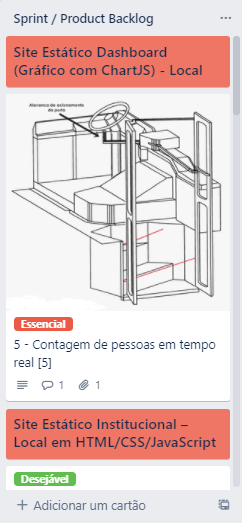 Sprint / Product Backlog
Site Estático Dashboard
(Gráfico com ChartJS) - Local
Alavanca de acionamento
da porta
Essencial
5 - Contagem de pessoas em tempo
real [5]
1
1
Site Estático Institucional –
Local em HTML/CSS/JavaScript
Desejável
+ Adicionar um cartão